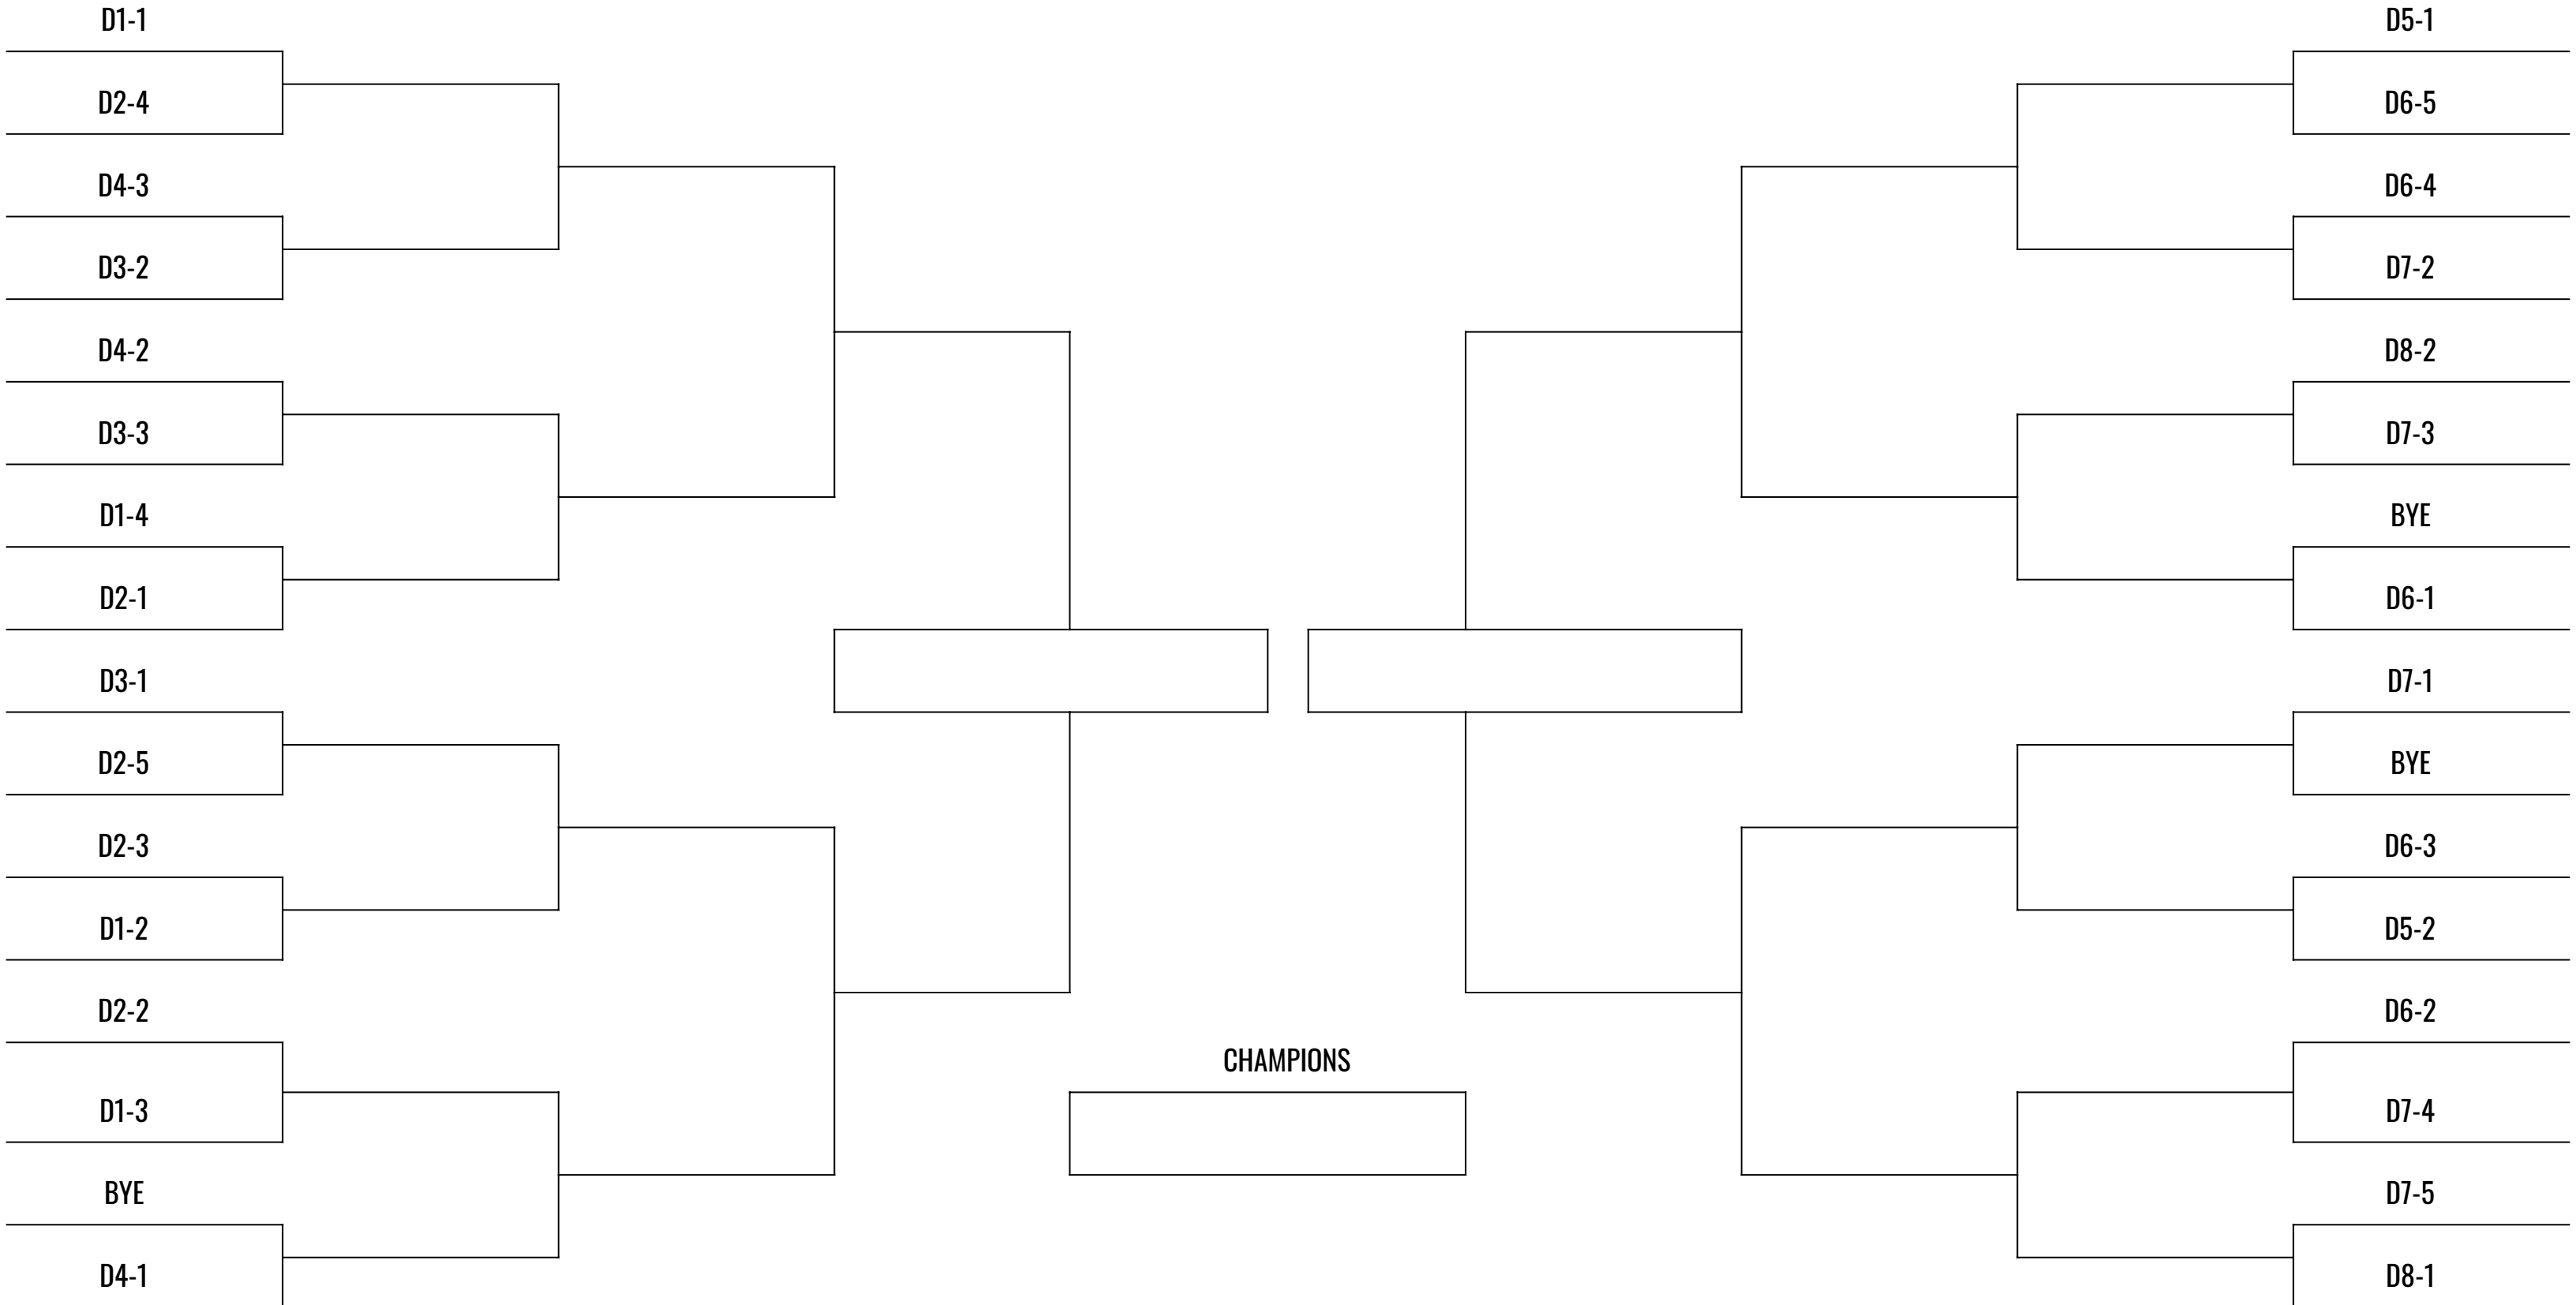 D1-1
D2-4
D4-3
D3-2
D4-2
D3-3
D1-4
D2-1
D3-1
D2-5
D2-3
D1-2
D2-2
D1-3
BYE
D4-1
CHAMPIONS
D5-1
D6-5
D6-4
D7-2
D8-2
D7-3
BYE
D6-1
D7-1
BYE
D6-3
D5-2
D6-2
D7-4
D7-5
D8-1